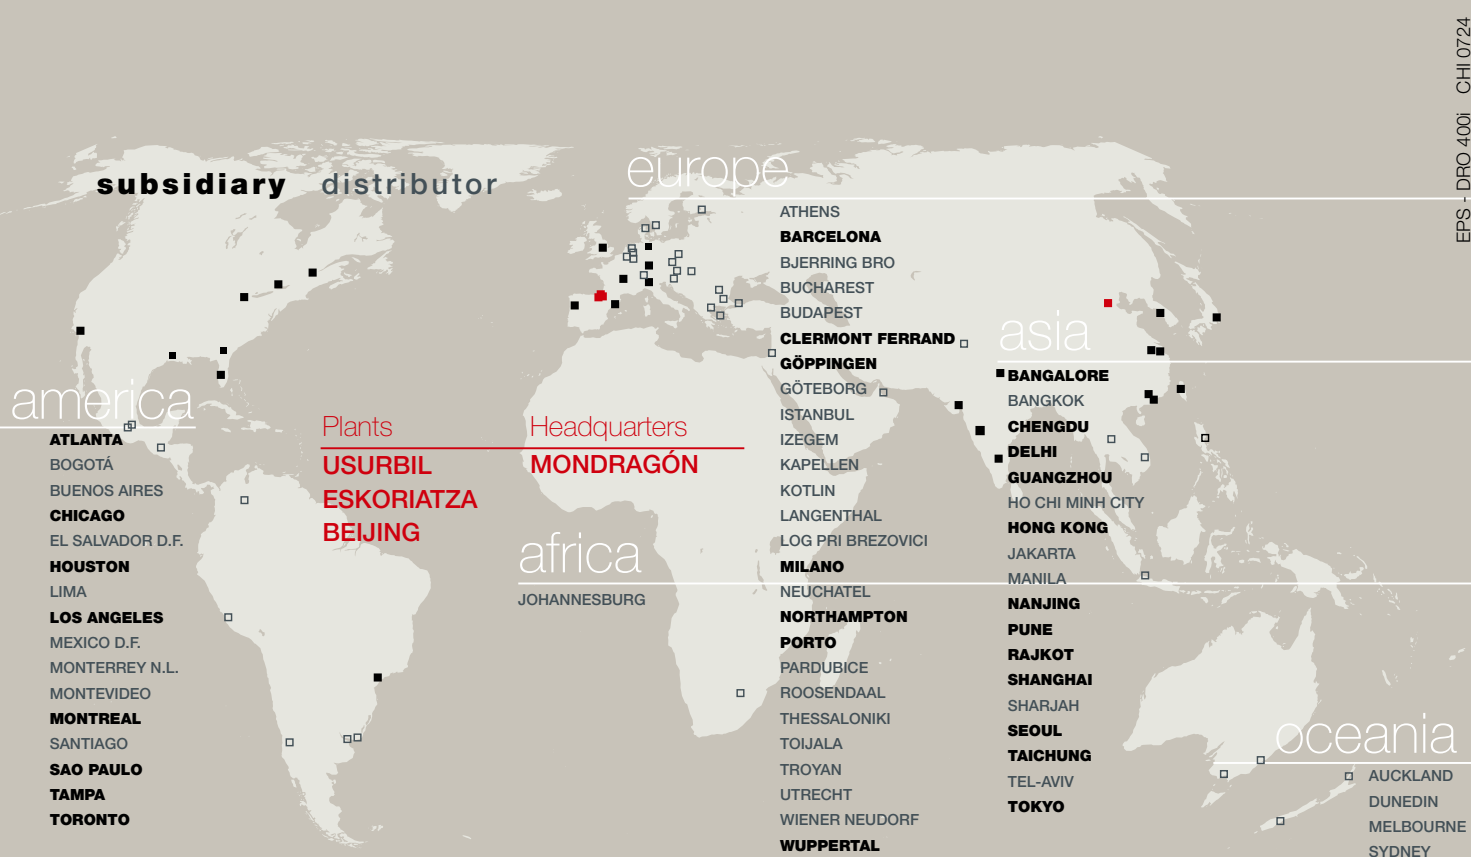 EPS - DRO 400i CHI 0724
subsidiary distributor
europe
ATHENS
BARCELONA
BJERRING BRO
BUCHAREST
BUDAPEST
CLERMONT FERRAND
GÖPPINGEN
GÖTEBORG
ISTANBUL
IZEGEM
KAPELLEN
KOTLIN
LANGENTHAL
LOG PRI BREZOVICI
MILANO
NEUCHATEL
NORTHAMPTON
PORTO
PARDUBICE
ROOSENDAAL
THESSALONIKI
TOIJALA
TROYAN
UTRECHT
WIENER NEUDORF
WUPPERTAL
asia
BANGALORE
BANGKOK
CHENGDU
DELHI
GUANGZHOU
HO CHI MINH CITY
HONG KONG
JAKARTA
MANILA
NANJING
PUNE
RAJKOT
SHANGHAI
SHARJAH
SEOUL
TAICHUNG
TEL-AVIV
TOKYO
america
ATLANTA
BOGOTÁ
BUENOS AIRES
CHICAGO
EL SALVADOR D.F.
HOUSTON
LIMA
LOS ANGELES
MEXICO D.F.
MONTERREY N.L.
MONTEVIDEO
MONTREAL
SANTIAGO
SAO PAULO
TAMPA
TORONTO
Plants
USURBIL
ESKORIATZA
BEIJING
Headquarters
MONDRAGÓN
africa
JOHANNESBURG
oceania
AUCKLAND
DUNEDIN
MELBOURNE
SYDNEY